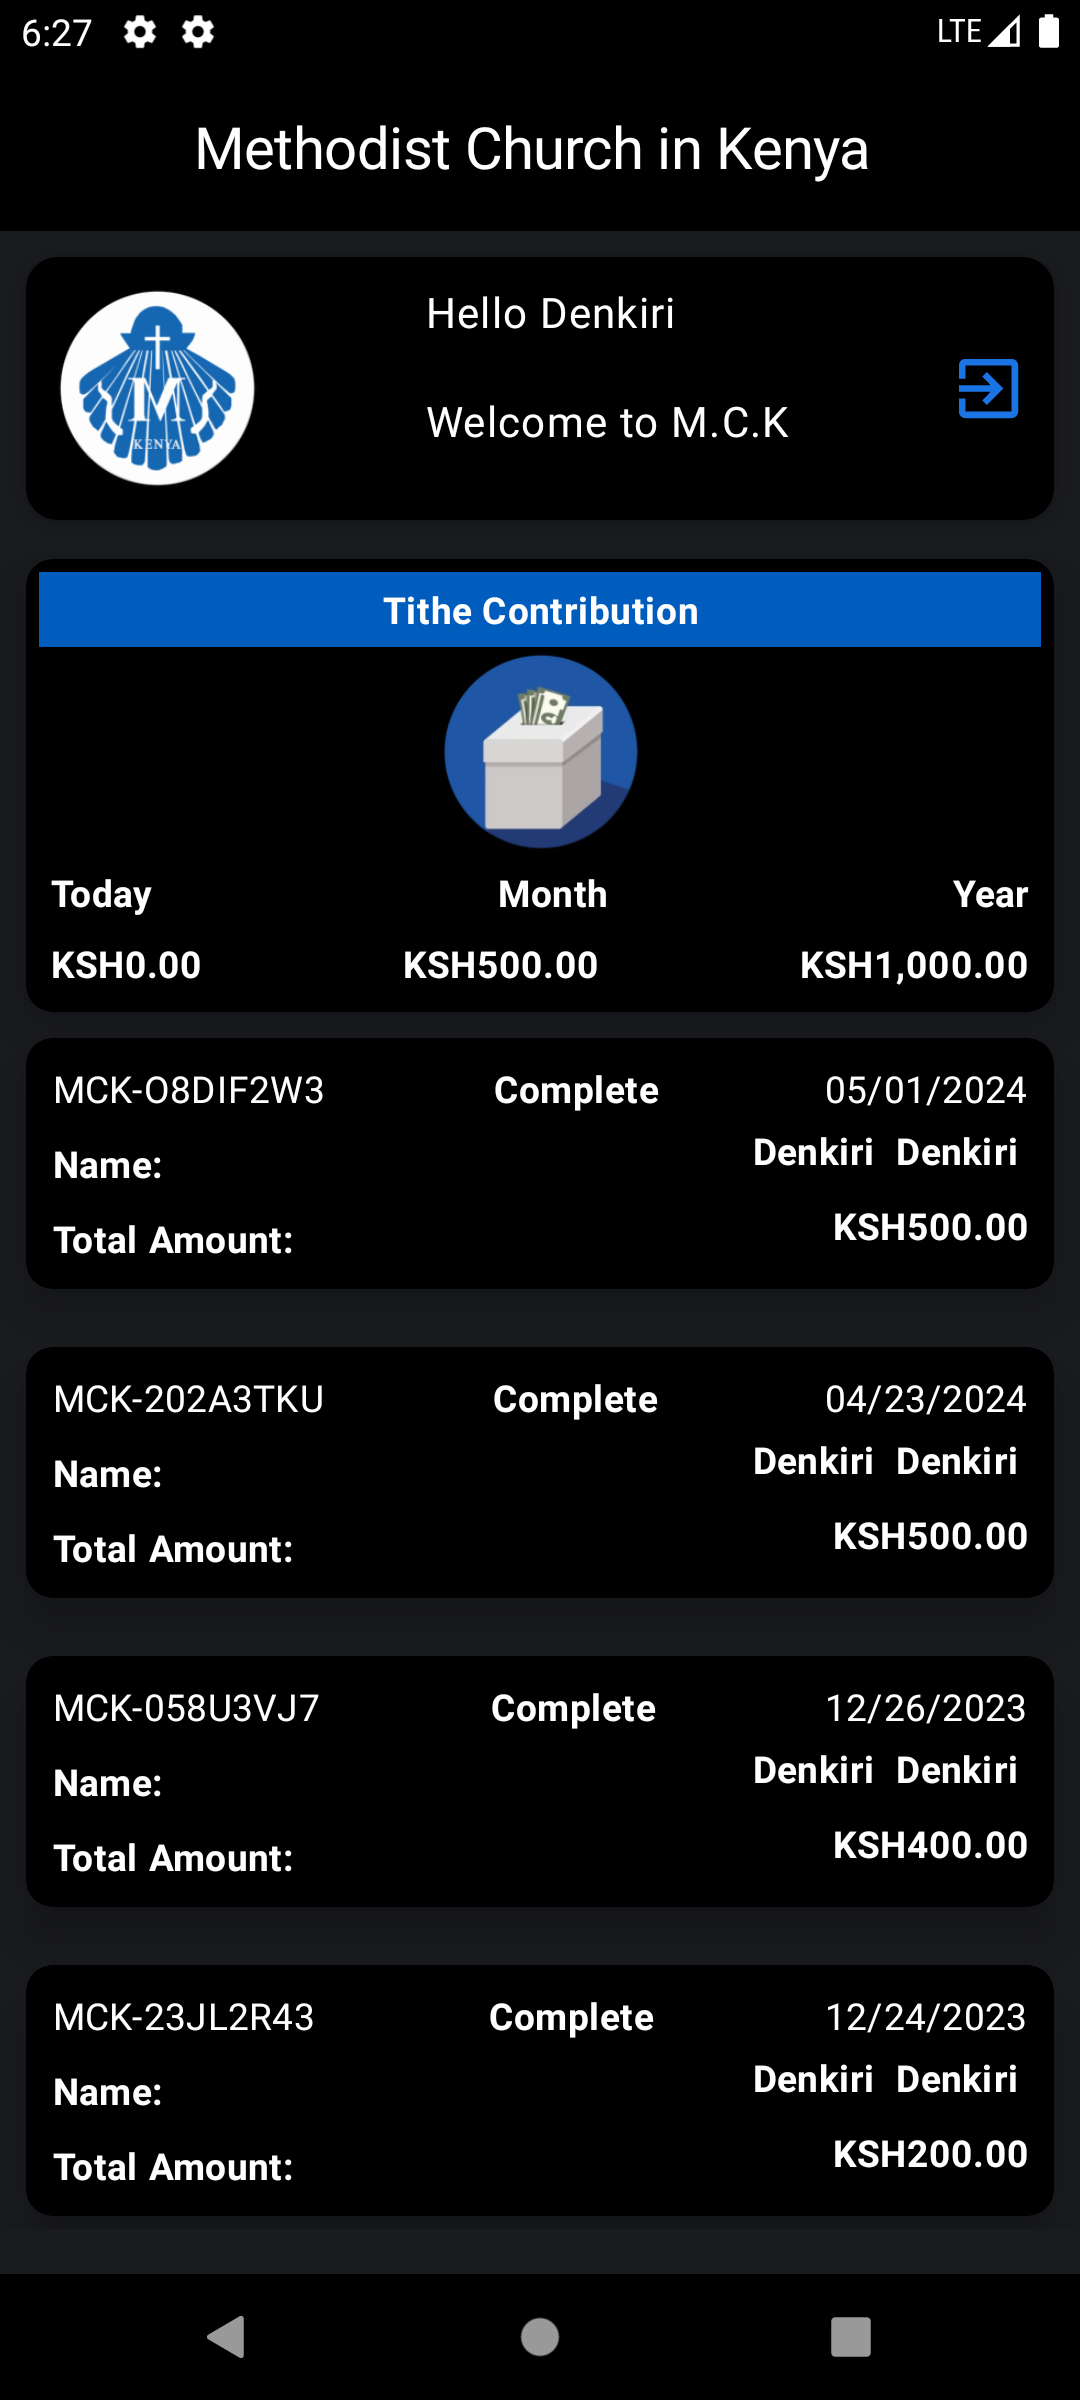 6:27 LTE
Methodist Church in Kenya
Hello Denkiri
Welcome to M.C.K
M
KENYA
Tithe Contribution
Today Month Year
KSH0.00 KSH500.00 KSH1,000.00
MCK-O8DIF2W3 Complete 05/01/2024
Name: Denkiri Denkiri
Total Amount: KSH500.00
MCK-202A3TKU Complete 04/23/2024
Name: Denkiri Denkiri
Total Amount: KSH500.00
MCK-058U3VJ7 Complete 12/26/2023
Name: Denkiri Denkiri
Total Amount: KSH400.00
MCK-23JL2R43 Complete 12/24/2023
Name: Denkiri Denkiri
Total Amount: KSH200.00